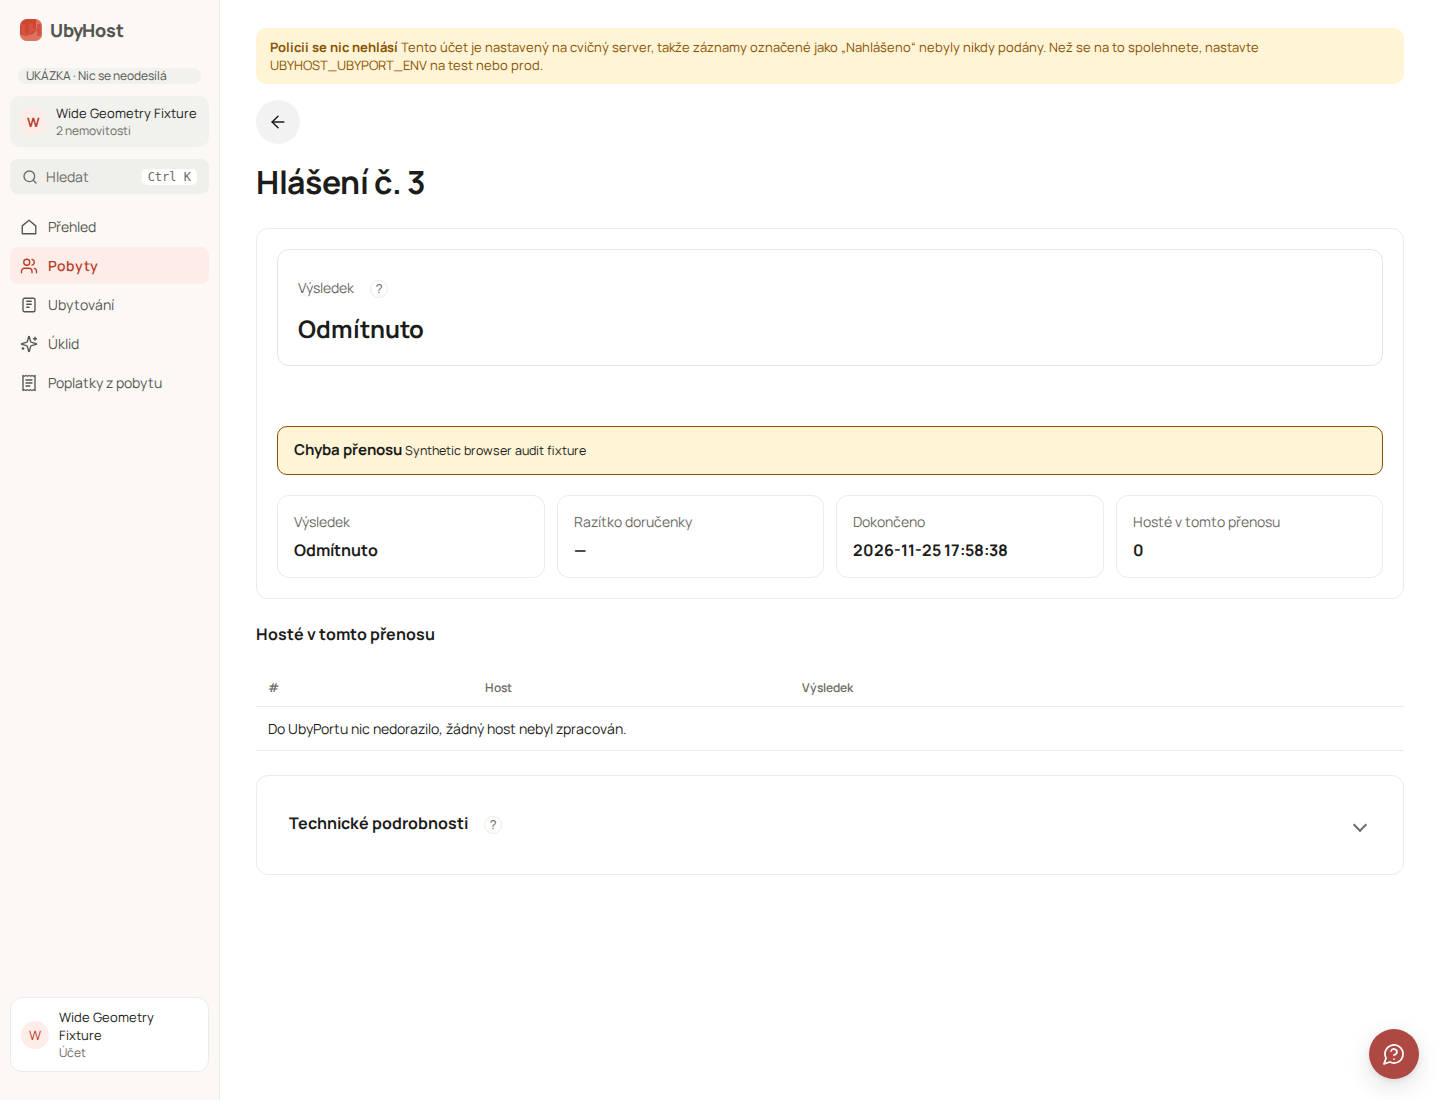 UbyHost
UKÁZKA · Nic se neodesílá
W
Wide Geometry Fixture
2 nemovitosti
Hledat
Ctrl K
Přehled
Pobyty
Ubytování
Úklid
Poplatky z pobytu
W
Wide Geometry
Fixture
Účet
Policii se nic nehlásí Tento účet je nastavený na cvičný server, takže záznamy označené jako „Nahlášeno“ nebyly nikdy podány. Než se na to spolehnete, nastavte
UBYHOST_UBYPORT_ENV na test nebo prod.
Hlášení č. 3
Výsledek ?
Odmítnuto
Chyba přenosu Synthetic browser audit fixture
Výsledek
Odmítnuto
Razítko doručenky
—
Dokončeno
2026-11-25 17:58:38
Hosté v tomto přenosu
0
Hosté v tomto přenosu
# Host Výsledek
Do UbyPortu nic nedorazilo, žádný host nebyl zpracován.
Technické podrobnosti ?